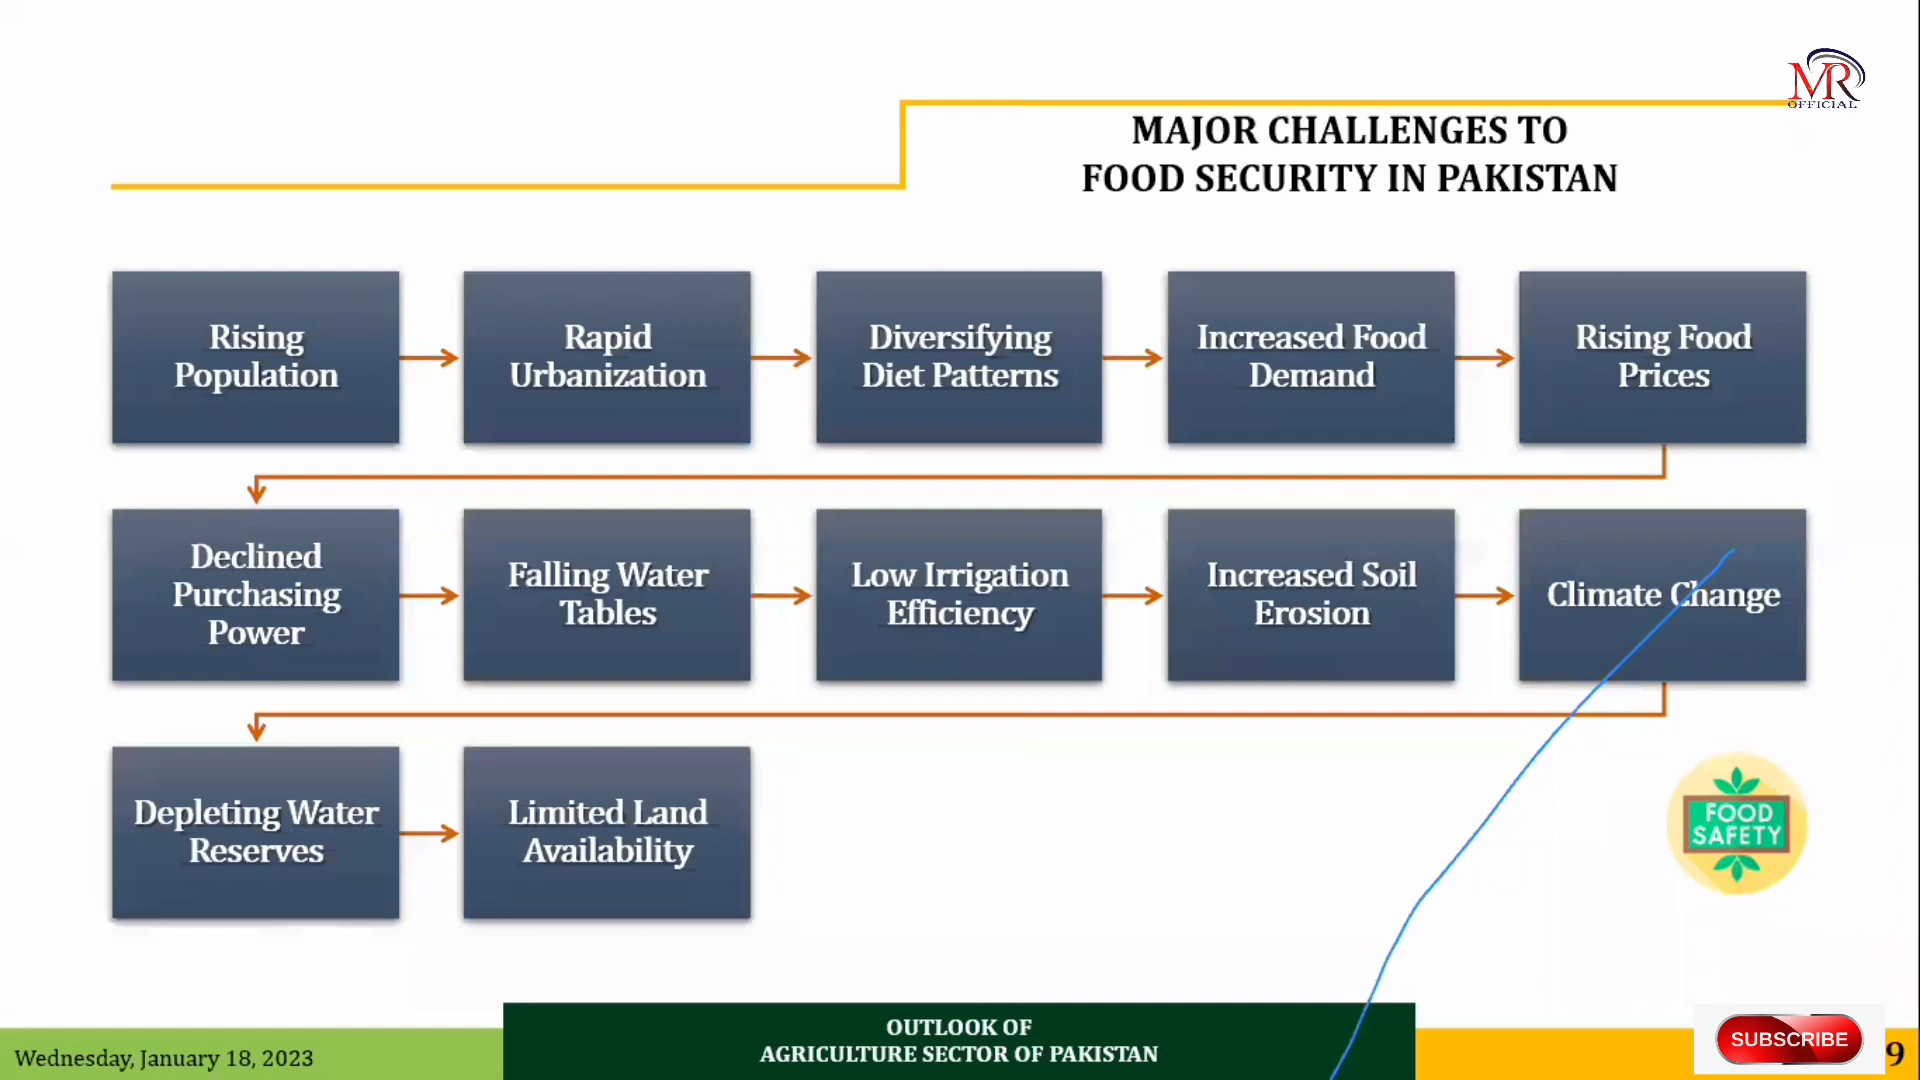 MR
OFFICIAL
MAJOR CHALLENGES TO
FOOD SECURITY IN PAKISTAN
Rising
Population
Rapid
Urbanization
Diversifying
Diet Patterns
Increased Food
Demand
Rising Food
Prices
Declined
Purchasing
Power
Falling Water
Tables
Low Irrigation
Efficiency
Increased Soil
Erosion
Climate Change
Depleting Water
Reserves
Limited Land
Availability
FOOD
SAFETY
OUTLOOK OF
AGRICULTURE SECTOR OF PAKISTAN
Wednesday, January 18, 2023
SUBSCRIBE
9